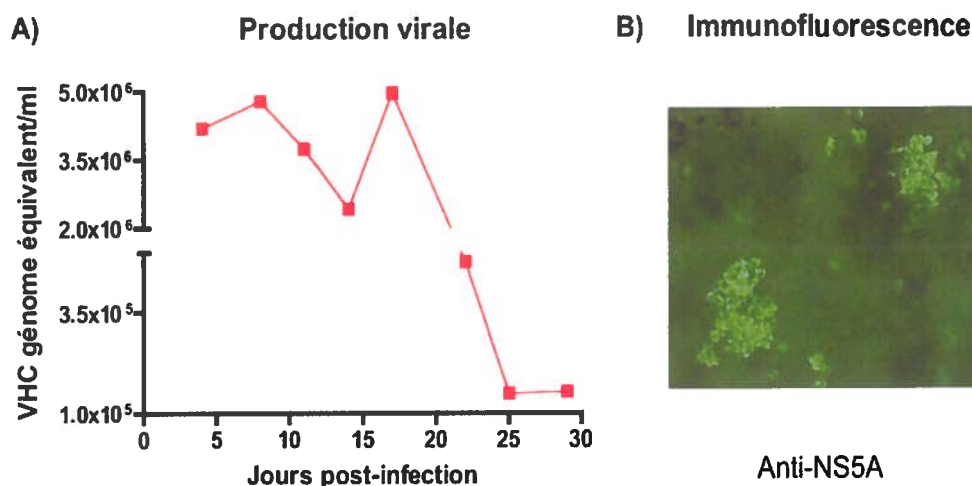 A)
Production virale
VHC génome équivalent/ml
5.0x10⁶
3.5x10⁶
2.0x10⁶
3.5x10⁵
1.0x10⁵
0 5 10 15 20 25 30
Jours post-infection
B)
Immunofluorescence
Anti-NS5A